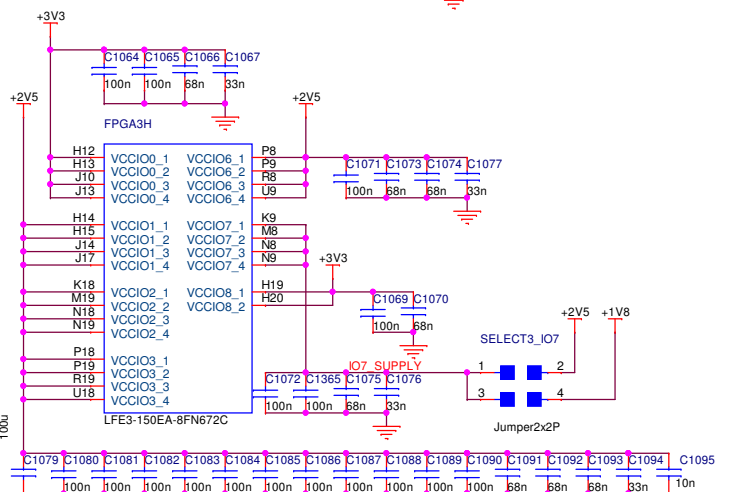 +3V3
C1064 C1065 C1066 C1067
100n 100n 68n 33n
+2V5 +2V5
FPGA3H
H12 VCCIO0_1 VCCIO6_1 P8
H13 VCCIO0_2 VCCIO6_2 P9
J10 VCCIO0_3 VCCIO6_3 R8
J13 VCCIO0_4 VCCIO6_4 U9
C1071 C1073 C1074 C1077
100n 68n 68n 33n
H14 VCCIO1_1 VCCIO7_1 K9
H15 VCCIO1_2 VCCIO7_2 M8
J14 VCCIO1_3 VCCIO7_3 N8
J17 VCCIO1_4 VCCIO7_4 N9
+3V3
K18 VCCIO2_1 VCCIO8_1 H19
M19 VCCIO2_2 VCCIO8_2 H20
N18 VCCIO2_3
N19 VCCIO2_4
C1069 C1070
100n 68n
+2V5 +1V8
SELECT3_IO7
P18 VCCIO3_1
P19 VCCIO3_2
R19 VCCIO3_3
U18 VCCIO3_4
IO7_SUPPLY
1 2
3 4
C1072 C1365 C1075 C1076
100n 100n 68n 33n
LFE3-150EA-8FN672C
Jumper2x2P
100u
C1079 C1080 C1081 C1082 C1083 C1084 C1085 C1086 C1087 C1088 C1089 C1090 C1091 C1092 C1093 C1094 C1095
100n 100n 100n 100n 100n 100n 100n 100n 100n 100n 100n 68n 68n 68n 33n 10n